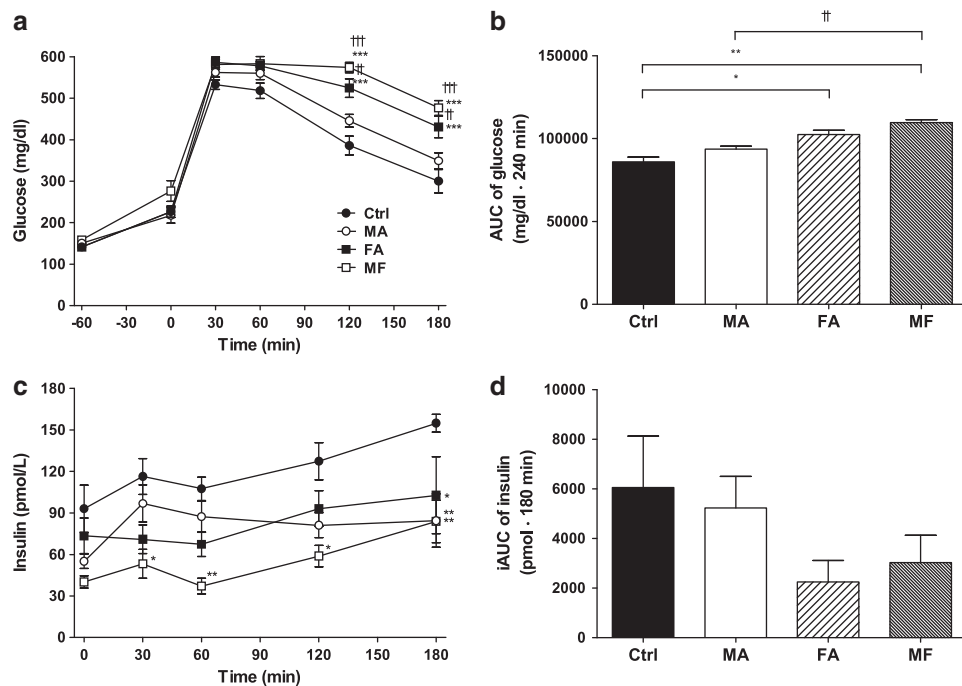 a
Glucose (mg/dl)
600
500
400
300
200
100
0
-60
-30
0
30
60
90
120
150
180
Time (min)
Ctrl
MA
FA
MF
†††
***
††
***
†††
***
††
***
b
AUC of glucose
(mg/dl · 240 min)
150000
100000
50000
0
Ctrl
MA
FA
MF
††
**
*
c
Insulin (pmol/L)
180
150
120
90
60
30
0
0
30
60
90
120
150
180
Time (min)
*
**
*
*
**
**
d
iAUC of insulin
(pmol · 180 min)
10000
8000
6000
4000
2000
0
Ctrl
MA
FA
MF